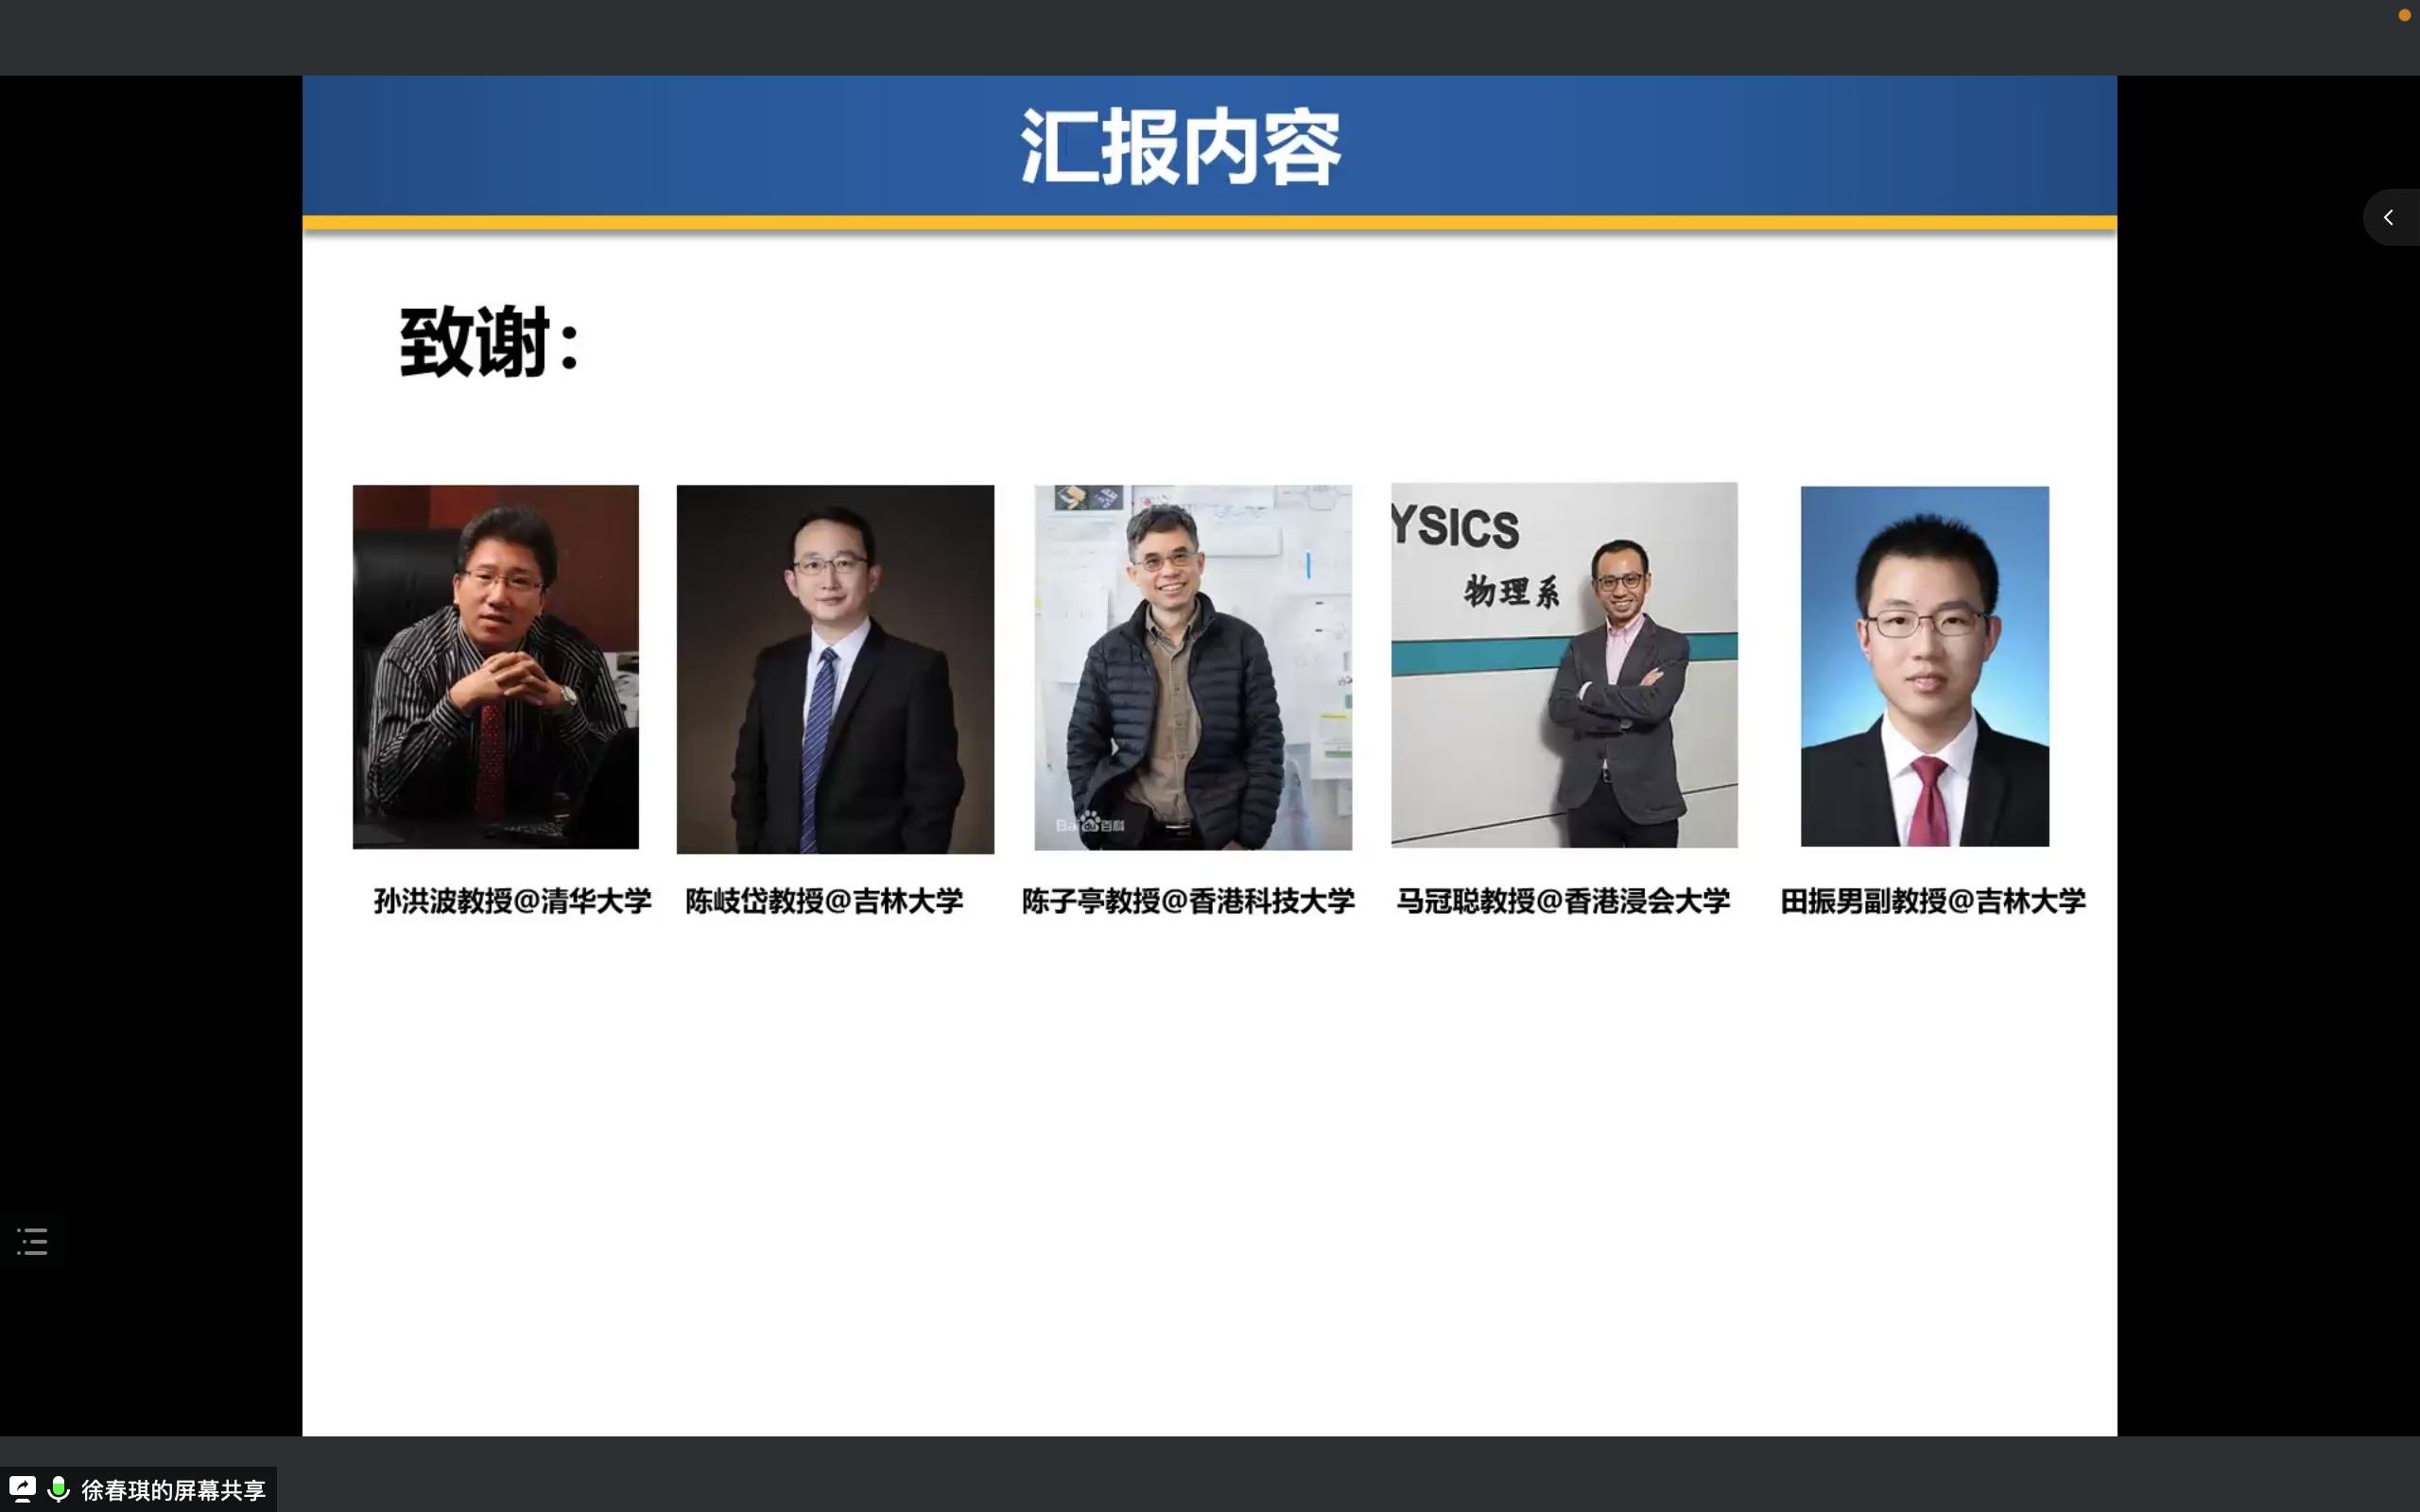 汇报内容
致谢：
YSICS
物理系
Bai百科
孙洪波教授@清华大学
陈岐岱教授@吉林大学
陈子亭教授@香港科技大学
马冠聪教授@香港浸会大学
田振男副教授@吉林大学
徐春琪的屏幕共享